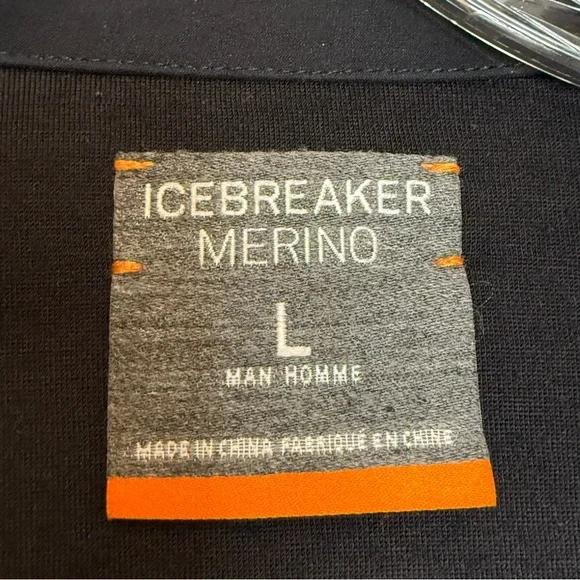 ICEBREAKER
MERINO
L
MAN HOMME
MADE IN CHINA FABRIQUÉ EN CHINE